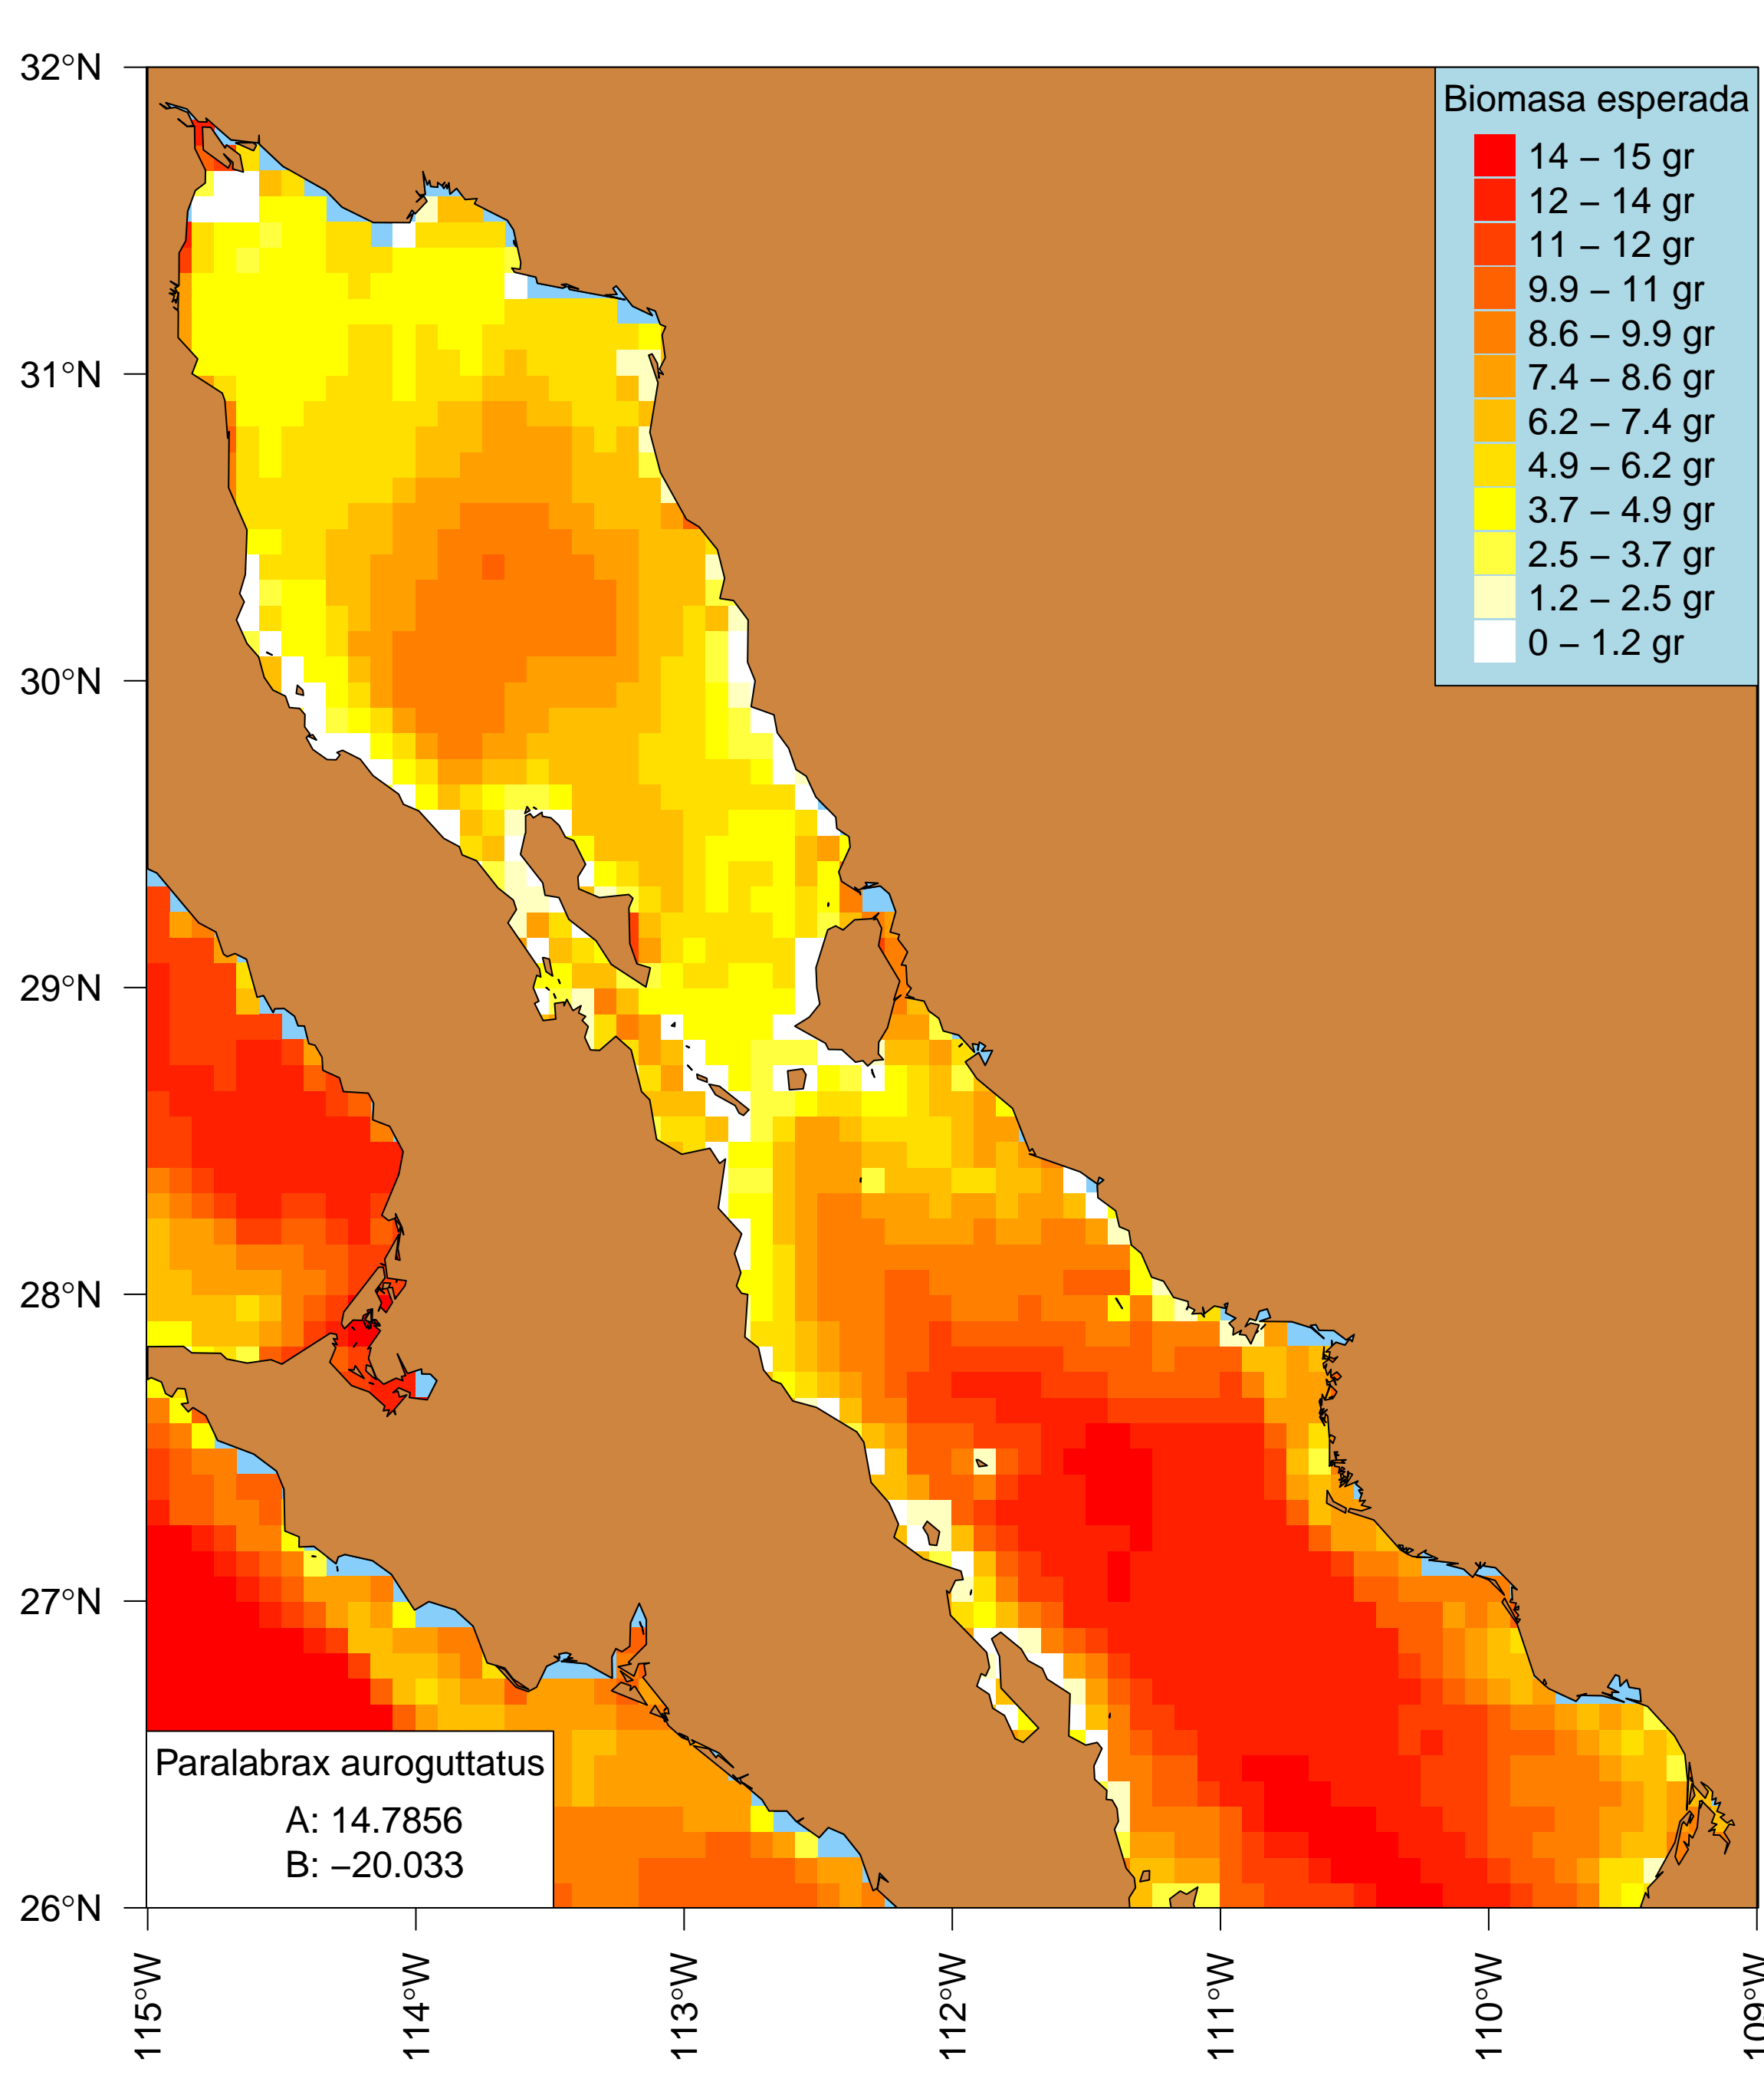 32°N
31°N
30°N
29°N
28°N
27°N
26°N
Biomasa esperada
14 – 15 gr
12 – 14 gr
11 – 12 gr
9.9 – 11 gr
8.6 – 9.9 gr
7.4 – 8.6 gr
6.2 – 7.4 gr
4.9 – 6.2 gr
3.7 – 4.9 gr
2.5 – 3.7 gr
1.2 – 2.5 gr
0 – 1.2 gr
Paralabrax auroguttatus
A: 14.7856
B: −20.033
115°W
114°W
113°W
112°W
111°W
110°W
109°W